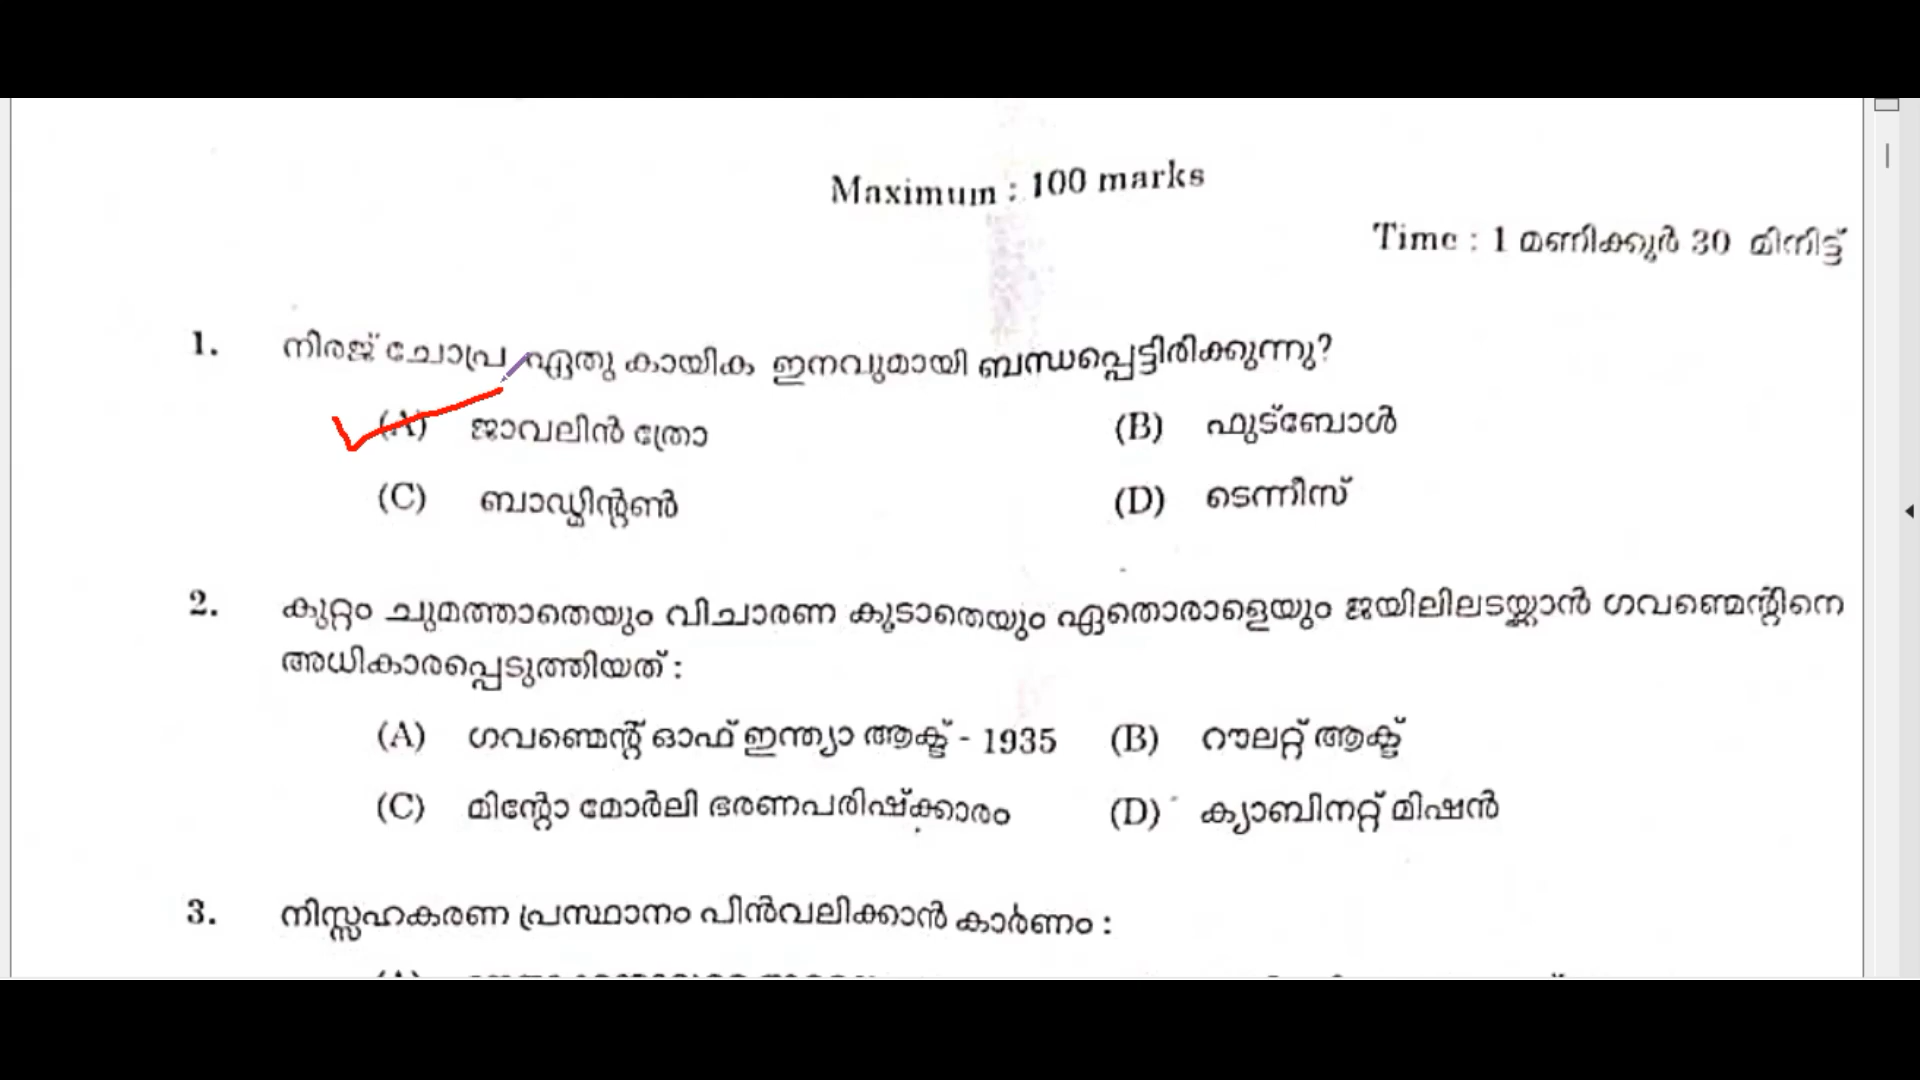 Maximum : 100 marks
Time : 1 മണിക്കൂർ 30 മിനിട്ട്
1. നിരജ് ചോപ്ര ഏതു കായിക ഇനവുമായി ബന്ധപ്പെട്ടിരിക്കുന്നു?
(A) ജാവലിൻ ത്രോ (B) ഫുട്ബോൾ
(C) ബാഡ്മിന്റൺ (D) ടെന്നീസ്
2. കുറ്റം ചുമത്താതെയും വിചാരണ കൂടാതെയും ഏതൊരാളെയും ജയിലിലടയ്ക്കാൻ ഗവണ്മെന്റിനെ
അധികാരപ്പെടുത്തിയത് :
(A) ഗവണ്മെന്റ് ഓഫ് ഇന്ത്യാ ആക്ട് - 1935 (B) റൗലറ്റ് ആക്ട്
(C) മിന്റോ മോർലി ഭരണപരിഷ്ക്കാരം (D) ക്യാബിനറ്റ് മിഷൻ
3. നിസ്സഹകരണ പ്രസ്ഥാനം പിൻവലിക്കാൻ കാർണം :